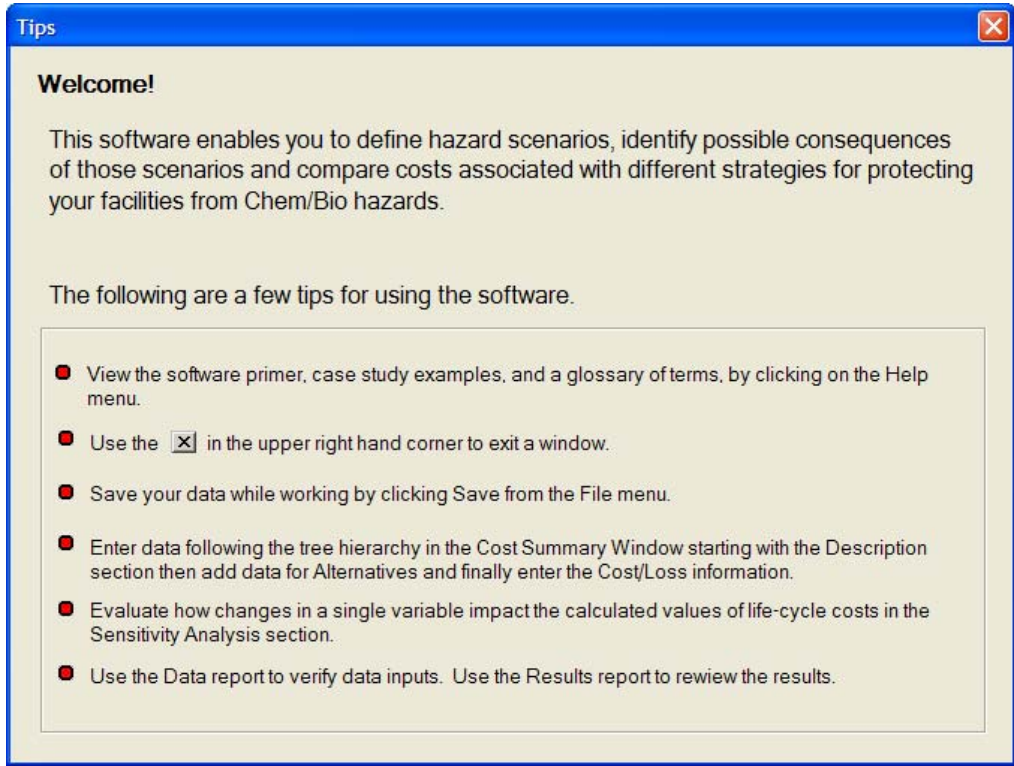 Tips
Welcome!
This software enables you to define hazard scenarios, identify possible consequences
of those scenarios and compare costs associated with different strategies for protecting
your facilities from Chem/Bio hazards.
The following are a few tips for using the software.
View the software primer, case study examples, and a glossary of terms, by clicking on the Help
menu.
Use the X in the upper right hand corner to exit a window.
Save your data while working by clicking Save from the File menu.
Enter data following the tree hierarchy in the Cost Summary Window starting with the Description
section then add data for Alternatives and finally enter the Cost/Loss information.
Evaluate how changes in a single variable impact the calculated values of life-cycle costs in the
Sensitivity Analysis section.
Use the Data report to verify data inputs. Use the Results report to rewiew the results.